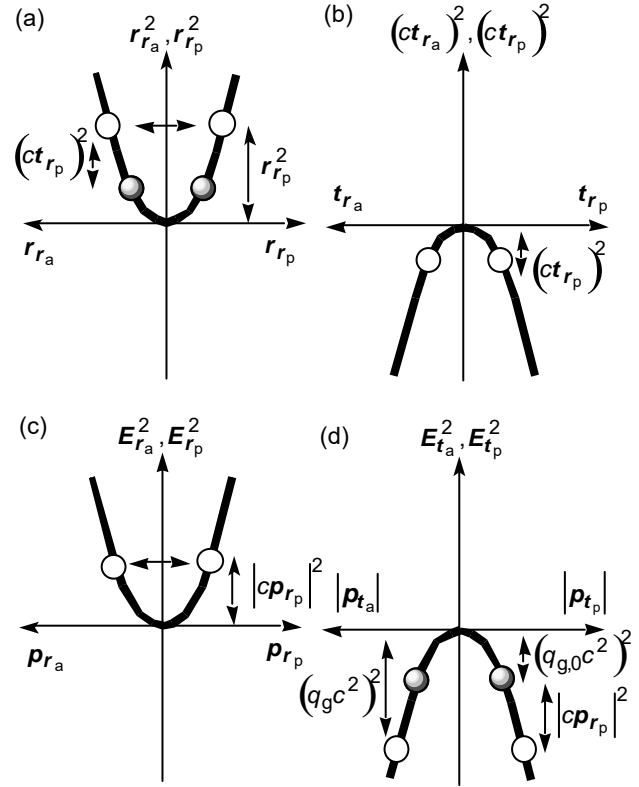 (a)
r_{r_a}^2, r_{r_p}^2
(ct_{r_p})^2
r_{r_p}^2
r_{r_a}
r_{r_p}
(b)
(ct_{r_a})^2, (ct_{r_p})^2
t_{r_a}
t_{r_p}
(ct_{r_p})^2
(c)
E_{r_a}^2, E_{r_p}^2
|cp_{r_p}|^2
p_{r_a}
p_{r_p}
(d)
E_{t_a}^2, E_{t_p}^2
|p_{t_a}|
|p_{t_p}|
(q_{g,0}c^2)^2
(q_gc^2)^2
|cp_{r_p}|^2